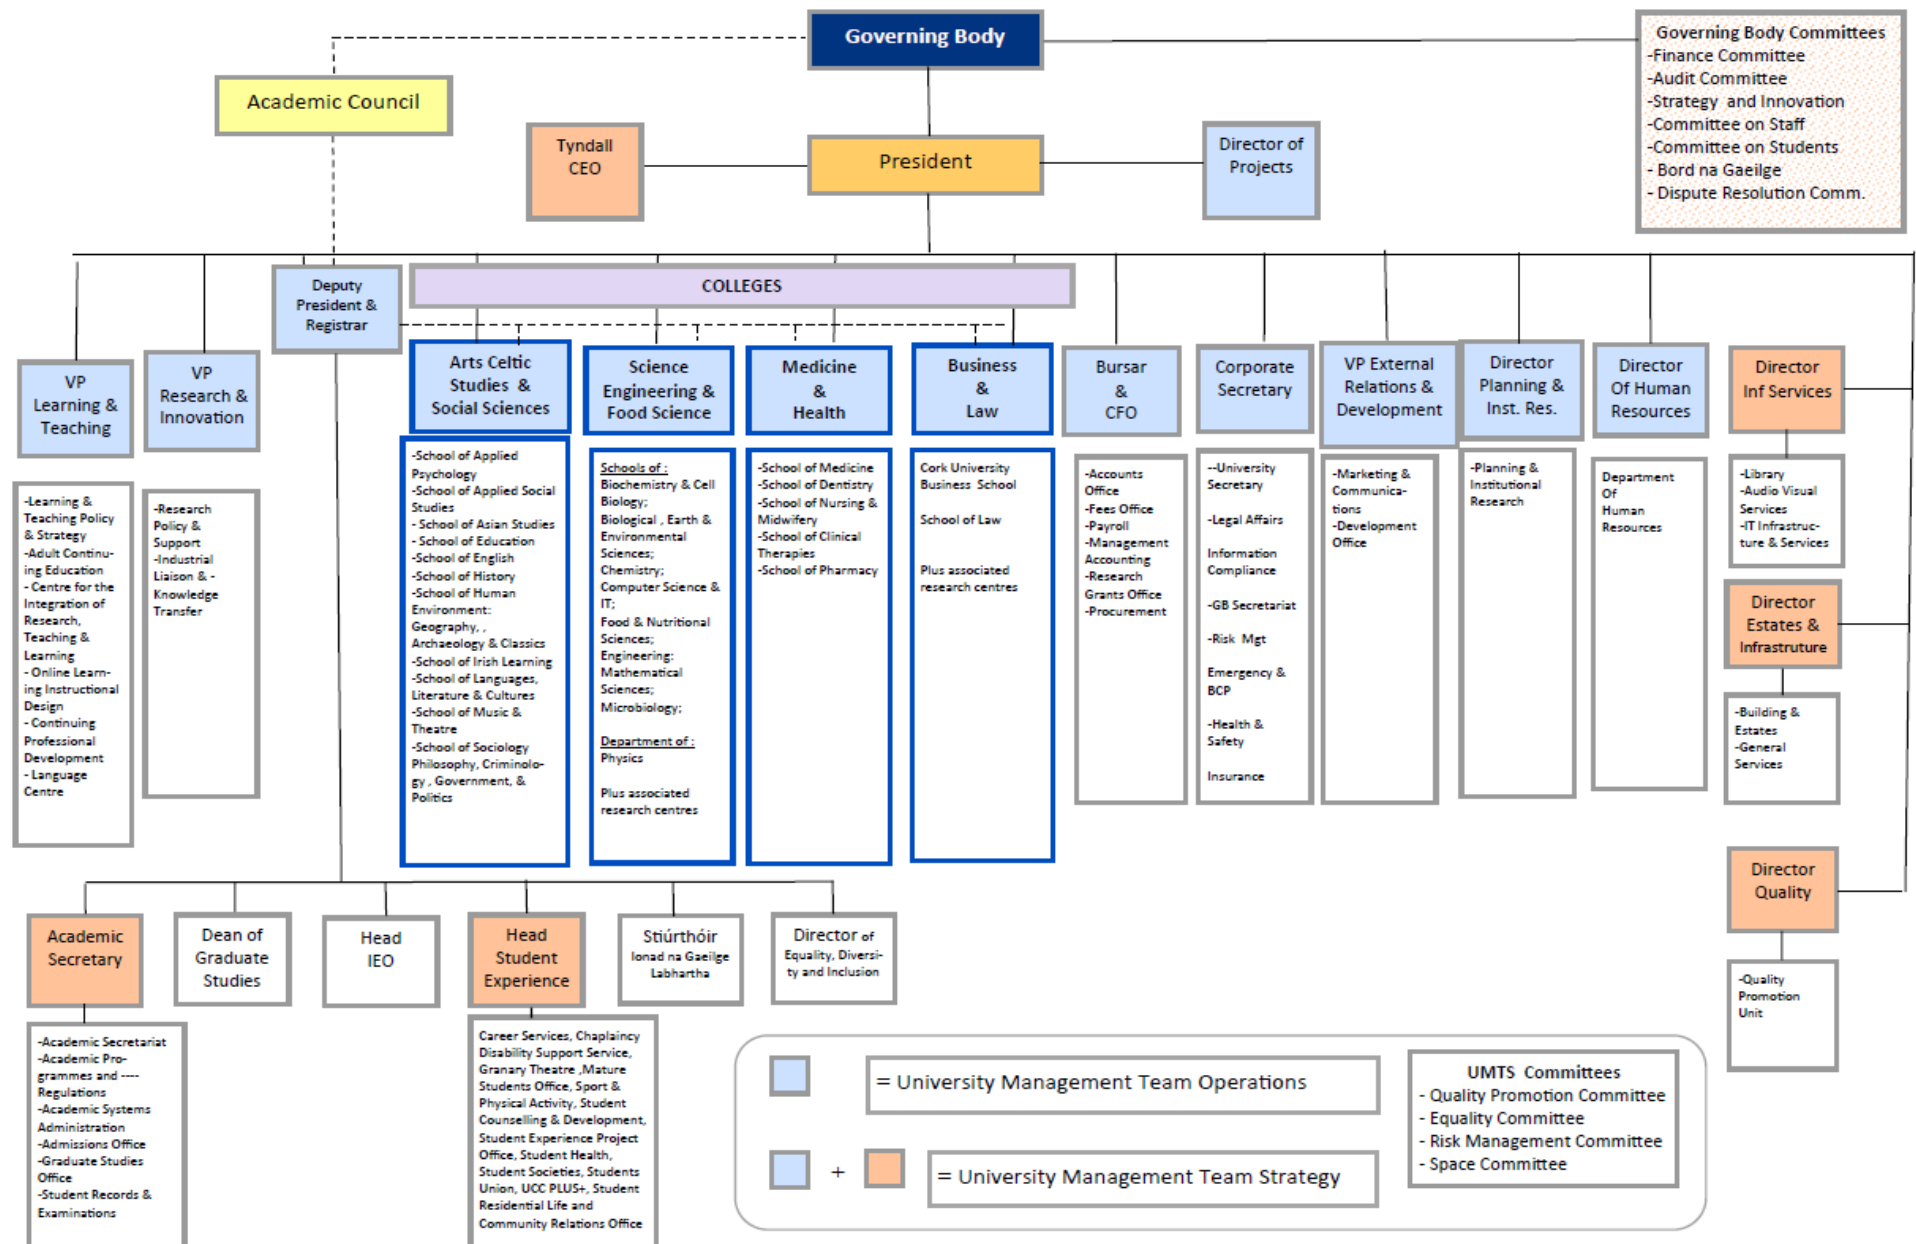 Governing Body
Governing Body Committees
-Finance Committee
-Audit Committee
-Strategy and Innovation
-Committee on Staff
-Committee on Students
- Bord na Gaeilge
- Dispute Resolution Comm.
Academic Council
Tyndall
CEO
President
Director of
Projects
Deputy
President &
Registrar
COLLEGES
VP
Learning &
Teaching
VP
Research &
Innovation
Arts Celtic
Studies &
Social Sciences
Science
Engineering &
Food Science
Medicine
&
Health
Business
&
Law
Bursar
&
CFO
Corporate
Secretary
VP External
Relations &
Development
Director
Planning &
Inst. Res.
Director
Of Human
Resources
Director
Inf Services
-Learning &
Teaching Policy
& Strategy
-Adult Continu-
ing Education
- Centre for the
Integration of
Research,
Teaching &
Learning
- Online Learn-
ing Instructional
Design
- Continuing
Professional
Development
- Language
Centre
-Research
Policy &
Support
-Industrial
Liaison & -
Knowledge
Transfer
-School of Applied
Psychology
-School of Applied Social
Studies
- School of Asian Studies
- School of Education
-School of English
-School of History
-School of Human
Environment:
Geography, ,
Archaeology & Classics
-School of Irish Learning
-School of Languages,
Literature & Cultures
-School of Music &
Theatre
-School of Sociology
Philosophy, Criminolo-
gy , Government, &
Politics
Schools of :
Biochemistry & Cell
Biology;
Biological , Earth &
Environmental
Sciences;
Chemistry;
Computer Science &
IT;
Food & Nutritional
Sciences;
Engineering;
Mathematical
Sciences;
Microbiology;
Department of :
Physics
Plus associated
research centres
-School of Medicine
-School of Dentistry
-School of Nursing &
Midwifery
-School of Clinical
Therapies
-School of Pharmacy
Cork University
Business School
School of Law
Plus associated
research centres
-Accounts
Office
-Fees Office
-Payroll
-Management
Accounting
-Research
Grants Office
-Procurement
--University
Secretary
-Legal Affairs
Information
Compliance
-GB Secretariat
-Risk Mgt
Emergency &
BCP
-Health &
Safety
Insurance
-Marketing &
Communica-
tions
-Development
Office
-Planning &
Institutional
Research
Department
Of
Human
Resources
-Library
-Audio Visual
Services
-IT Infrastruc-
ture & Services
Director
Estates &
Infrastruture
-Building &
Estates
-General
Services
Director
Quality
-Quality
Promotion
Unit
Academic
Secretary
Dean of
Graduate
Studies
Head
IEO
Head
Student
Experience
Stiúrthóir
Ionad na Gaeilge
Labhartha
Director of
Equality, Diversi-
ty and Inclusion
-Academic Secretariat
-Academic Pro-
grammes and ----
Regulations
-Academic Systems
Administration
-Admissions Office
-Graduate Studies
Office
-Student Records &
Examinations
Career Services, Chaplaincy
Disability Support Service,
Granary Theatre ,Mature
Students Office, Sport &
Physical Activity, Student
Counselling & Development,
Student Experience Project
Office, Student Health,
Student Societies, Students
Union, UCC PLUS+, Student
Residential Life and
Community Relations Office
= University Management Team Operations
+
= University Management Team Strategy
UMTS Committees
- Quality Promotion Committee
- Equality Committee
- Risk Management Committee
- Space Committee